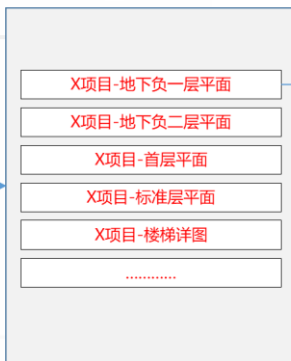 X项目-地下负一层平面
X项目-地下负二层平面
X项目-首层平面
X项目-标准层平面
X项目-楼梯详图
............